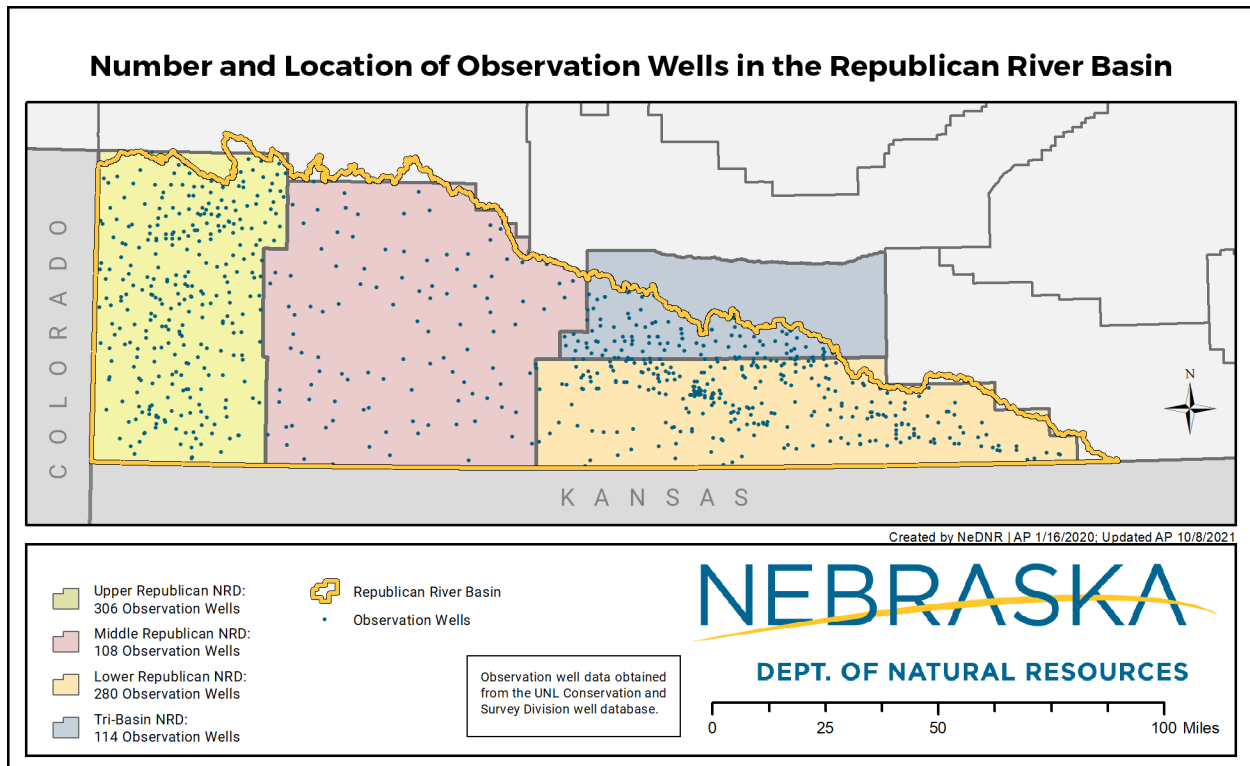 Number and Location of Observation Wells in the Republican River Basin
COLORADO
N
KANSAS
Created by NeDNR | AP 1/16/2020; Updated AP 10/8/2021
Upper Republican NRD:
306 Observation Wells
Middle Republican NRD:
108 Observation Wells
Lower Republican NRD:
280 Observation Wells
Tri-Basin NRD:
114 Observation Wells
Republican River Basin
Observation Wells
Observation well data obtained
from the UNL Conservation and
Survey Division well database.
NEBRASKA
DEPT. OF NATURAL RESOURCES
0 25 50 100 Miles